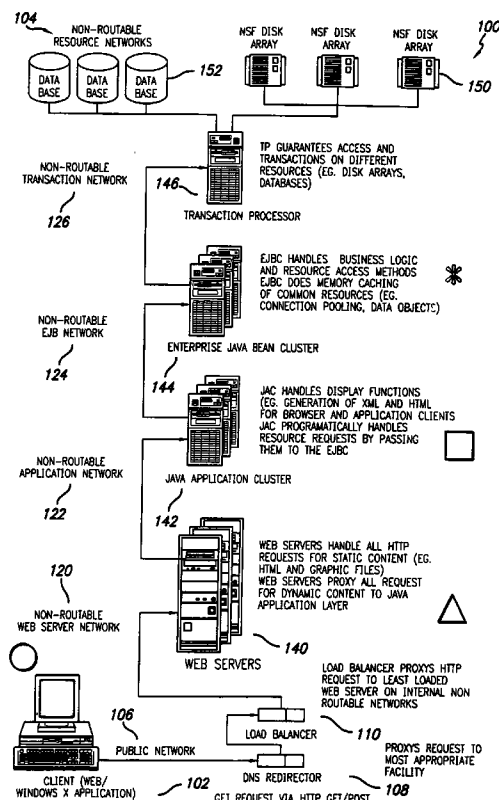 104
NON-ROUTABLE
RESOURCE NETWORKS
NSF DISK
ARRAY
NSF DISK
ARRAY
NSF DISK
ARRAY
100
DATA
BASE
DATA
BASE
DATA
BASE
152
150
NON-ROUTABLE
TRANSACTION NETWORK
126
146
TP GUARANTEES ACCESS AND
TRANSACTIONS ON DIFFERENT
RESOURCES (EG. DISK ARRAYS,
DATABASES)
TRANSACTION PROCESSOR
EJBC HANDLES BUSINESS LOGIC
AND RESOURCE ACCESS METHODS
EJBC DOES MEMORY CACHING
OF COMMON RESOURCES (EG.
CONNECTION POOLING, DATA OBJECTS)
NON-ROUTABLE
EJB NETWORK
124
ENTERPRISE JAVA BEAN CLUSTER
144
JAC HANDLES DISPLAY FUNCTIONS
(EG. GENERATION OF XML AND HTML
FOR BROWSER AND APPLICATION CLIENTS
JAC PROGRAMATICALLY HANDLES
RESOURCE REQUESTS BY PASSING
THEM TO THE EJBC
NON-ROUTABLE
APPLICATION NETWORK
122
JAVA APPLICATION CLUSTER
142
WEB SERVERS HANDLE ALL HTTP
REQUESTS FOR STATIC CONTENT (EG.
HTML AND GRAPHIC FILES)
WEB SERVERS PROXY ALL REQUEST
FOR DYNAMIC CONTENT TO JAVA
APPLICATION LAYER
120
NON-ROUTABLE
WEB SERVER NETWORK
WEB SERVERS
140
LOAD BALANCER PROXYS HTTP
REQUEST TO LEAST LOADED
WEB SERVER ON INTERNAL NON
ROUTABLE NETWORKS
106
PUBLIC NETWORK
LOAD BALANCER
110
PROXYS REQUEST TO
MOST APPROPRIATE
FACILITY
CLIENT (WEB/
WINDOWS X APPLICATION)
102
DNS REDIRECTOR
108
GET REQUEST VIA HTTP GET/POST